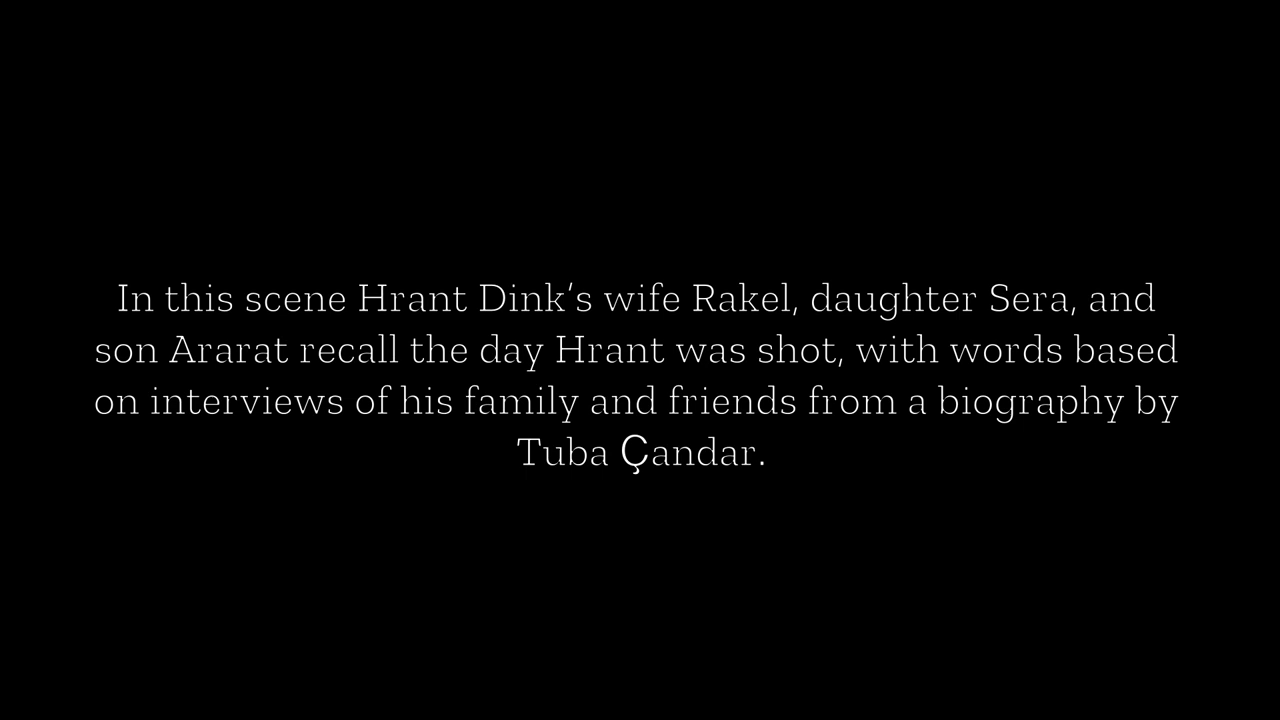 In this scene Hrant Dink’s wife Rakel, daughter Sera, and
son Ararat recall the day Hrant was shot, with words based
on interviews of his family and friends from a biography by
Tuba Çandar.